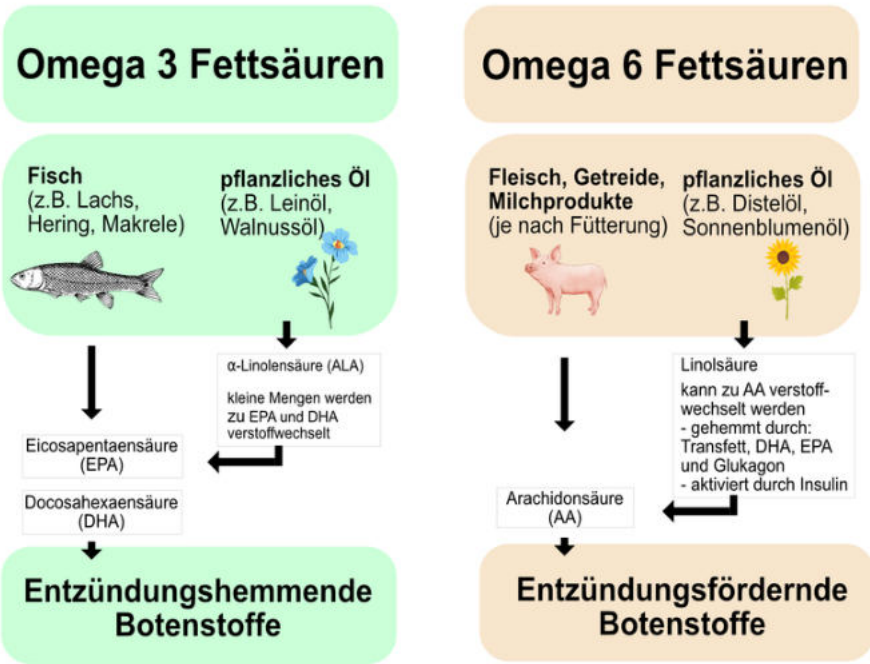 Omega 3 Fettsäuren
Fisch
(z.B. Lachs,
Hering, Makrele)
pflanzliches Öl
(z.B. Leinöl,
Walnussöl)
α-Linolensäure (ALA)
kleine Mengen werden
zu EPA und DHA
verstoffwechselt
Eicosapentaensäure
(EPA)
Docosahexaensäure
(DHA)
Entzündungshemmende
Botenstoffe
Omega 6 Fettsäuren
Fleisch, Getreide,
Milchprodukte
(je nach Fütterung)
pflanzliches Öl
(z.B. Distelöl,
Sonnenblumenöl)
Linolsäure
kann zu AA verstoff-
wechselt werden
- gehemmt durch:
Transfett, DHA, EPA
und Glukagon
- aktiviert durch Insulin
Arachidonsäure
(AA)
Entzündungsfördernde
Botenstoffe